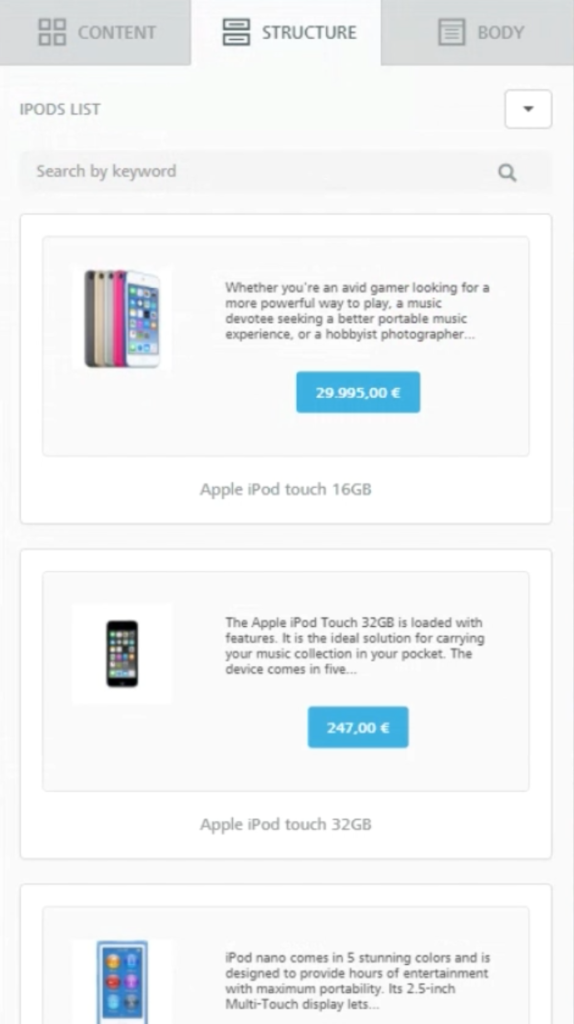 CONTENT
STRUCTURE
BODY
IPODS LIST
Search by keyword
Whether you're an avid gamer looking for a
more powerful way to play, a music
devotee seeking a better portable music
experience, or a hobbyist photographer...
29.995,00 €
Apple iPod touch 16GB
The Apple iPod Touch 32GB is loaded with
features. It is the ideal solution for carrying
your music collection in your pocket. The
device comes in five...
247,00 €
Apple iPod touch 32GB
iPod nano comes in 5 stunning colors and is
designed to provide hours of entertainment
with maximum portability. Its 2.5-inch
Multi-Touch display lets...